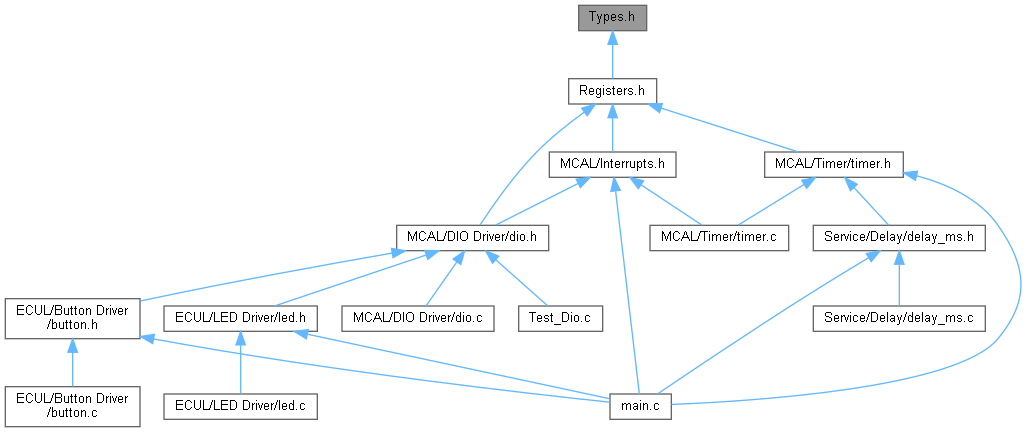 Types.h
Registers.h
MCAL/Interrupts.h
MCAL/Timer/timer.h
MCAL/DIO Driver/dio.h
MCAL/Timer/timer.c
Service/Delay/delay_ms.h
ECUL/Button Driver
/button.h
ECUL/LED Driver/led.h
MCAL/DIO Driver/dio.c
Test_Dio.c
Service/Delay/delay_ms.c
ECUL/Button Driver
/button.c
ECUL/LED Driver/led.c
main.c